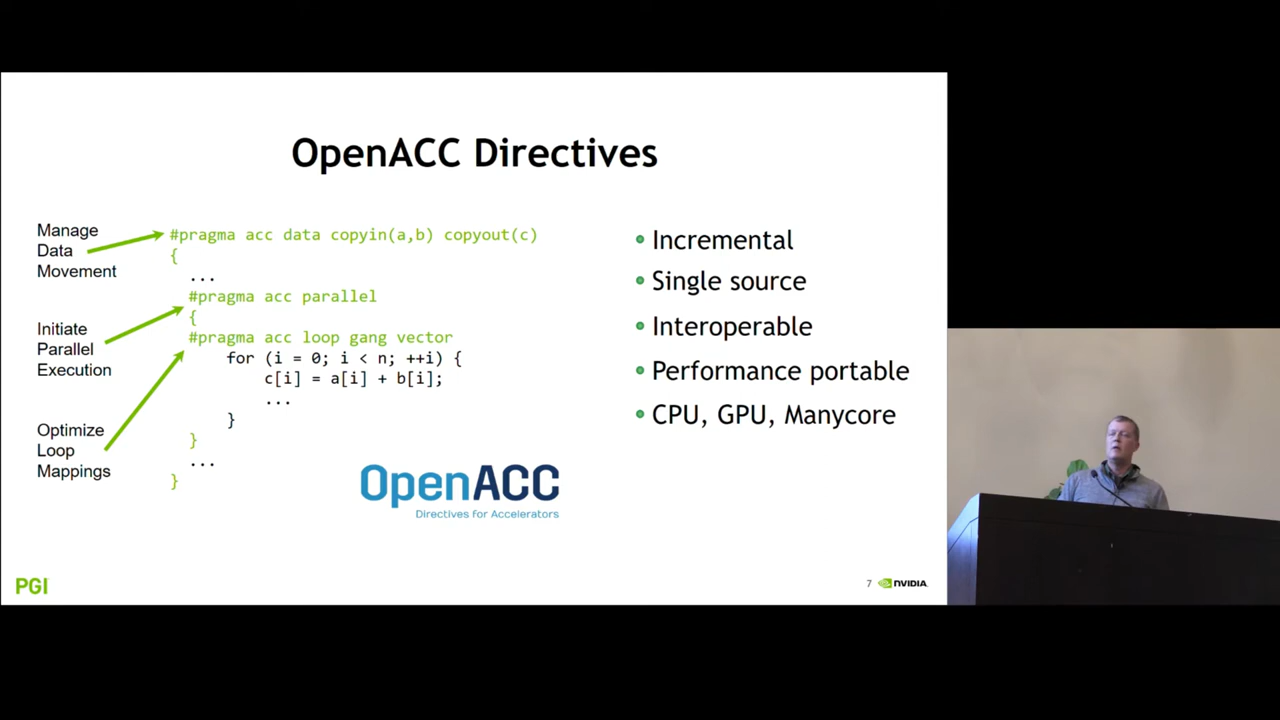 OpenACC Directives
Manage
Data
Movement
Initiate
Parallel
Execution
Optimize
Loop
Mappings
#pragma acc data copyin(a,b) copyout(c)
{
...
#pragma acc parallel
{
#pragma acc loop gang vector
for (i = 0; i < n; ++i) {
c[i] = a[i] + b[i];
...
}
}
...
}
OpenACC
Directives for Accelerators
• Incremental
• Single source
• Interoperable
• Performance portable
• CPU, GPU, Manycore
PGI
7 NVIDIA.